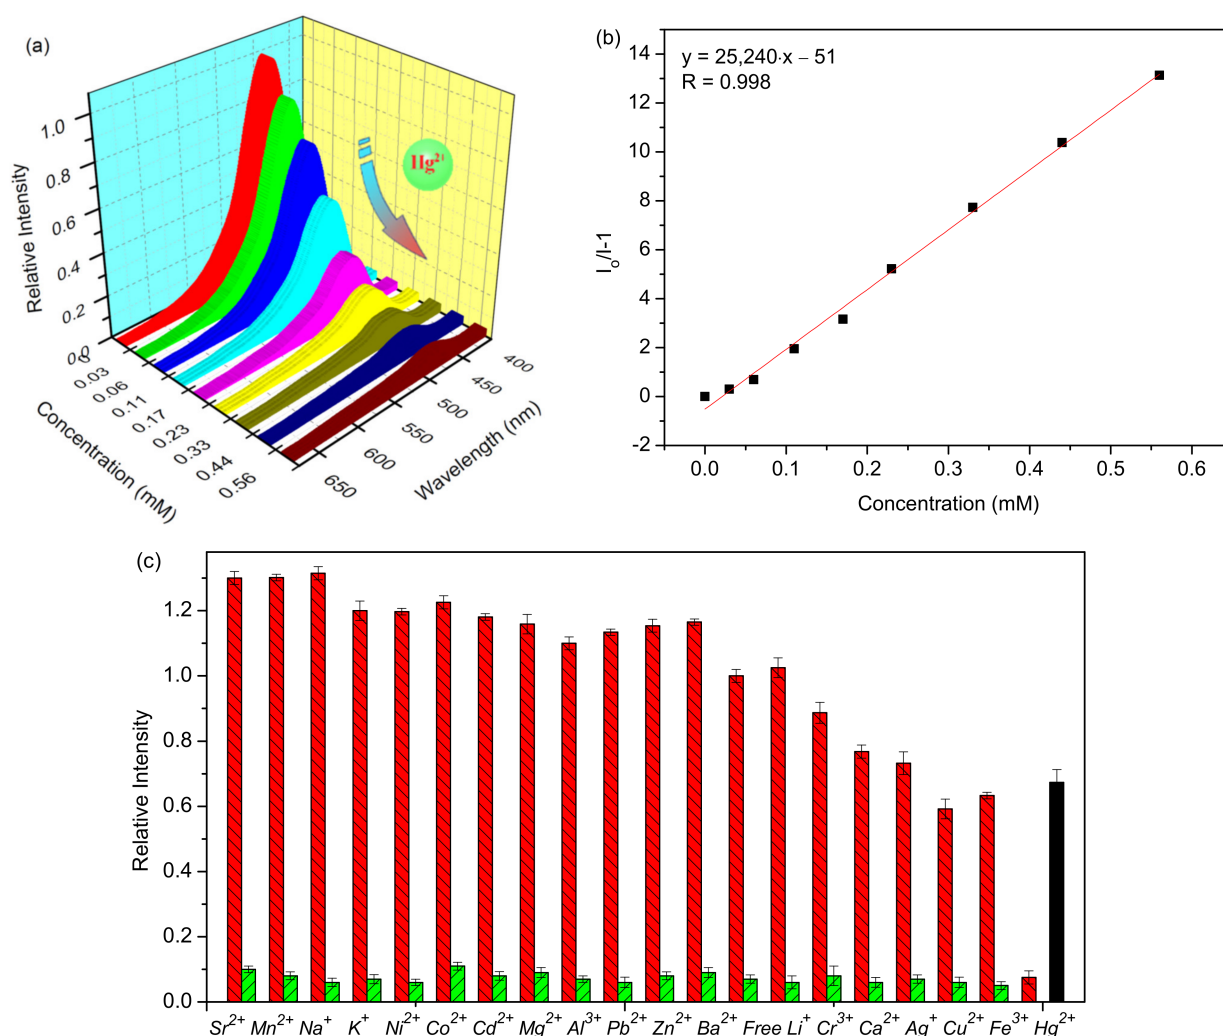 (a)
Hg²⁺
Relative Intensity
1.0
0.8
0.6
0.4
0.2
0.0
0
0.03
0.06
0.11
0.17
0.23
0.33
0.44
0.56
Concentration (mM)
400
450
500
550
600
650
Wavelength (nm)
(b)
y = 25,240·x − 51
R = 0.998
I₀/I-1
14
12
10
8
6
4
2
0
-2
0.0 0.1 0.2 0.3 0.4 0.5 0.6
Concentration (mM)
(c)
Relative Intensity
1.2
1.0
0.8
0.6
0.4
0.2
0.0
Sr²⁺ Mn²⁺ Na⁺ K⁺ Ni²⁺ Co²⁺ Cd²⁺ Mg²⁺ Al³⁺ Pb²⁺ Zn²⁺ Ba²⁺ Free Li⁺ Cr³⁺ Ca²⁺ Ag⁺ Cu²⁺ Fe³⁺ Hg²⁺